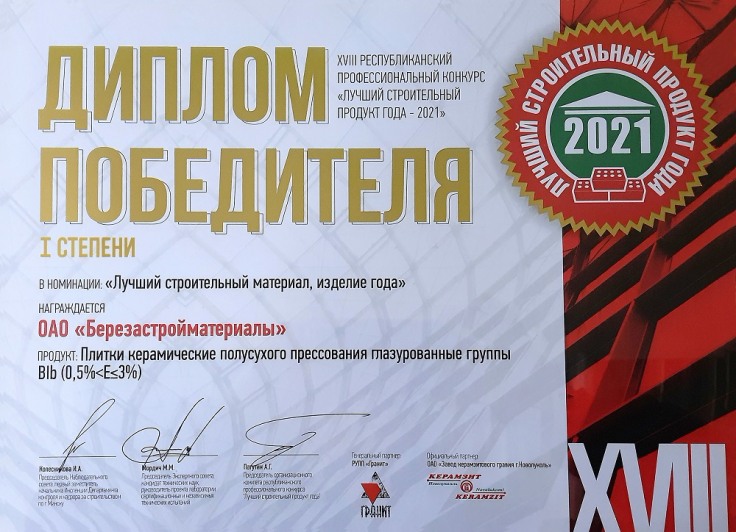 ДИПЛОМ
ПОБЕДИТЕЛЯ
XVIII РЕСПУБЛИКАНСКИЙ
ПРОФЕССИОНАЛЬНЫЙ КОНКУРС
«ЛУЧШИЙ СТРОИТЕЛЬНЫЙ
ПРОДУКТ ГОДА - 2021»
ЛУЧШИЙ СТРОИТЕЛЬНЫЙ ПРОДУКТ ГОДА
2021
I СТЕПЕНИ
В НОМИНАЦИИ: «Лучший строительный материал, изделие года»
НАГРАЖДАЕТСЯ
ОАО «Березастройматериалы»
ПРОДУКТ: Плитки керамические полусухого прессования глазурованные группы
BIb (0,5%<E≤3%)
Мордич М.М.
Генеральный партнер
РУПП «Гранит»
ГРАНИТ
Официальный партнер
ОАО «Завод керамзитового гравия г.Новолукомль»
КЕРАМЗИТ
KERAMZIT
XVIII